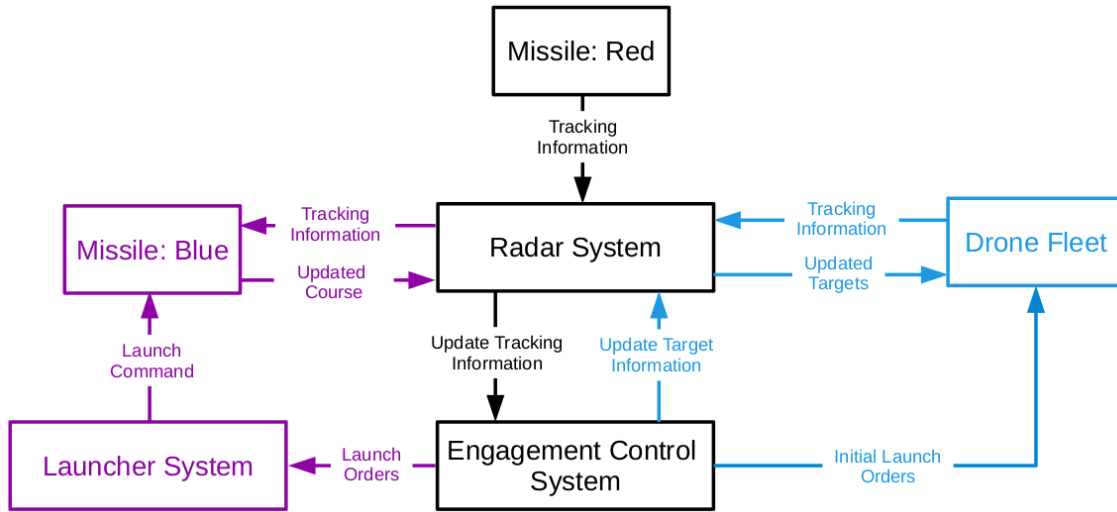 Missile: Red
Tracking
Information
Missile: Blue
Tracking
Information
Updated
Course
Radar System
Tracking
Information
Updated
Targets
Drone Fleet
Launch
Command
Update Tracking
Information
Update Target
Information
Launcher System
Launch
Orders
Engagement Control
System
Initial Launch
Orders